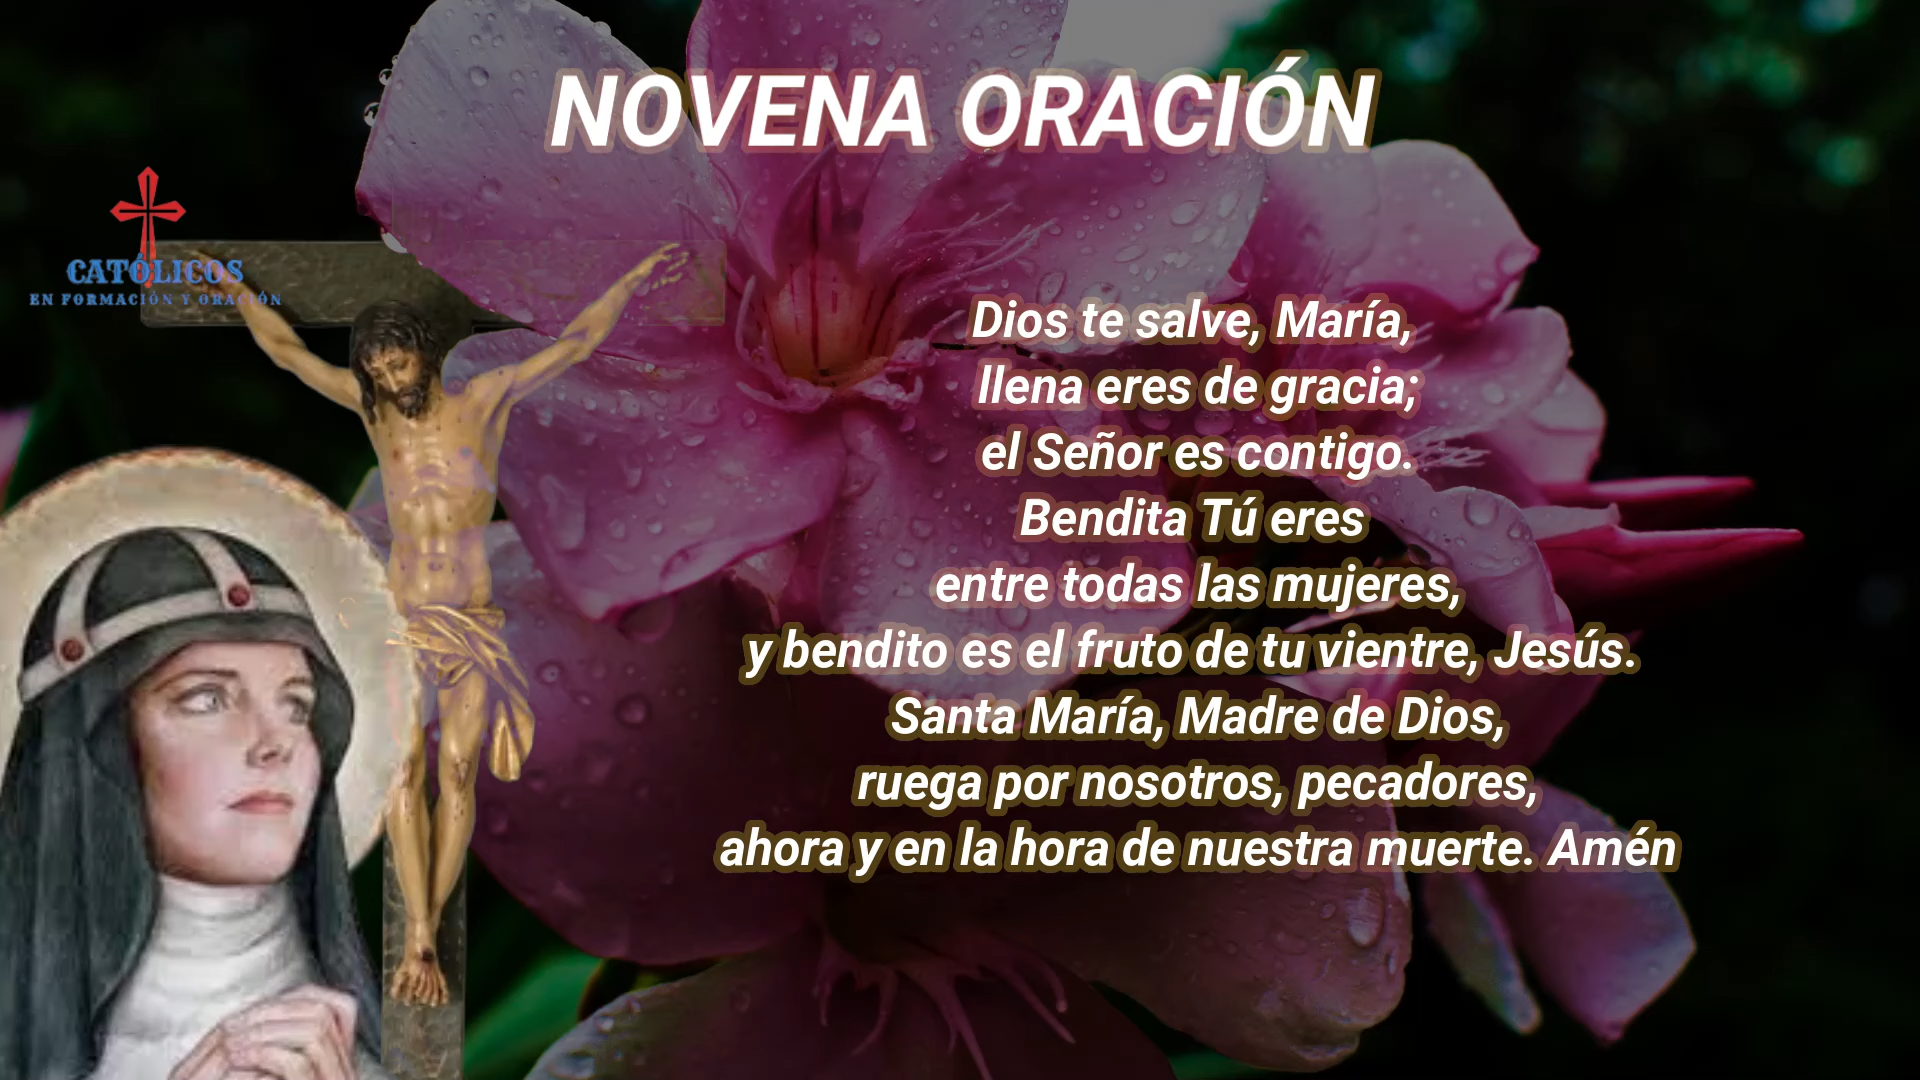 NOVENA ORACIÓN
CATÓLICOS
EN FORMACIÓN Y ORACIÓN
Dios te salve, María,
llena eres de gracia;
el Señor es contigo.
Bendita Tú eres
entre todas las mujeres,
y bendito es el fruto de tu vientre, Jesús.
Santa María, Madre de Dios,
ruega por nosotros, pecadores,
ahora y en la hora de nuestra muerte. Amén